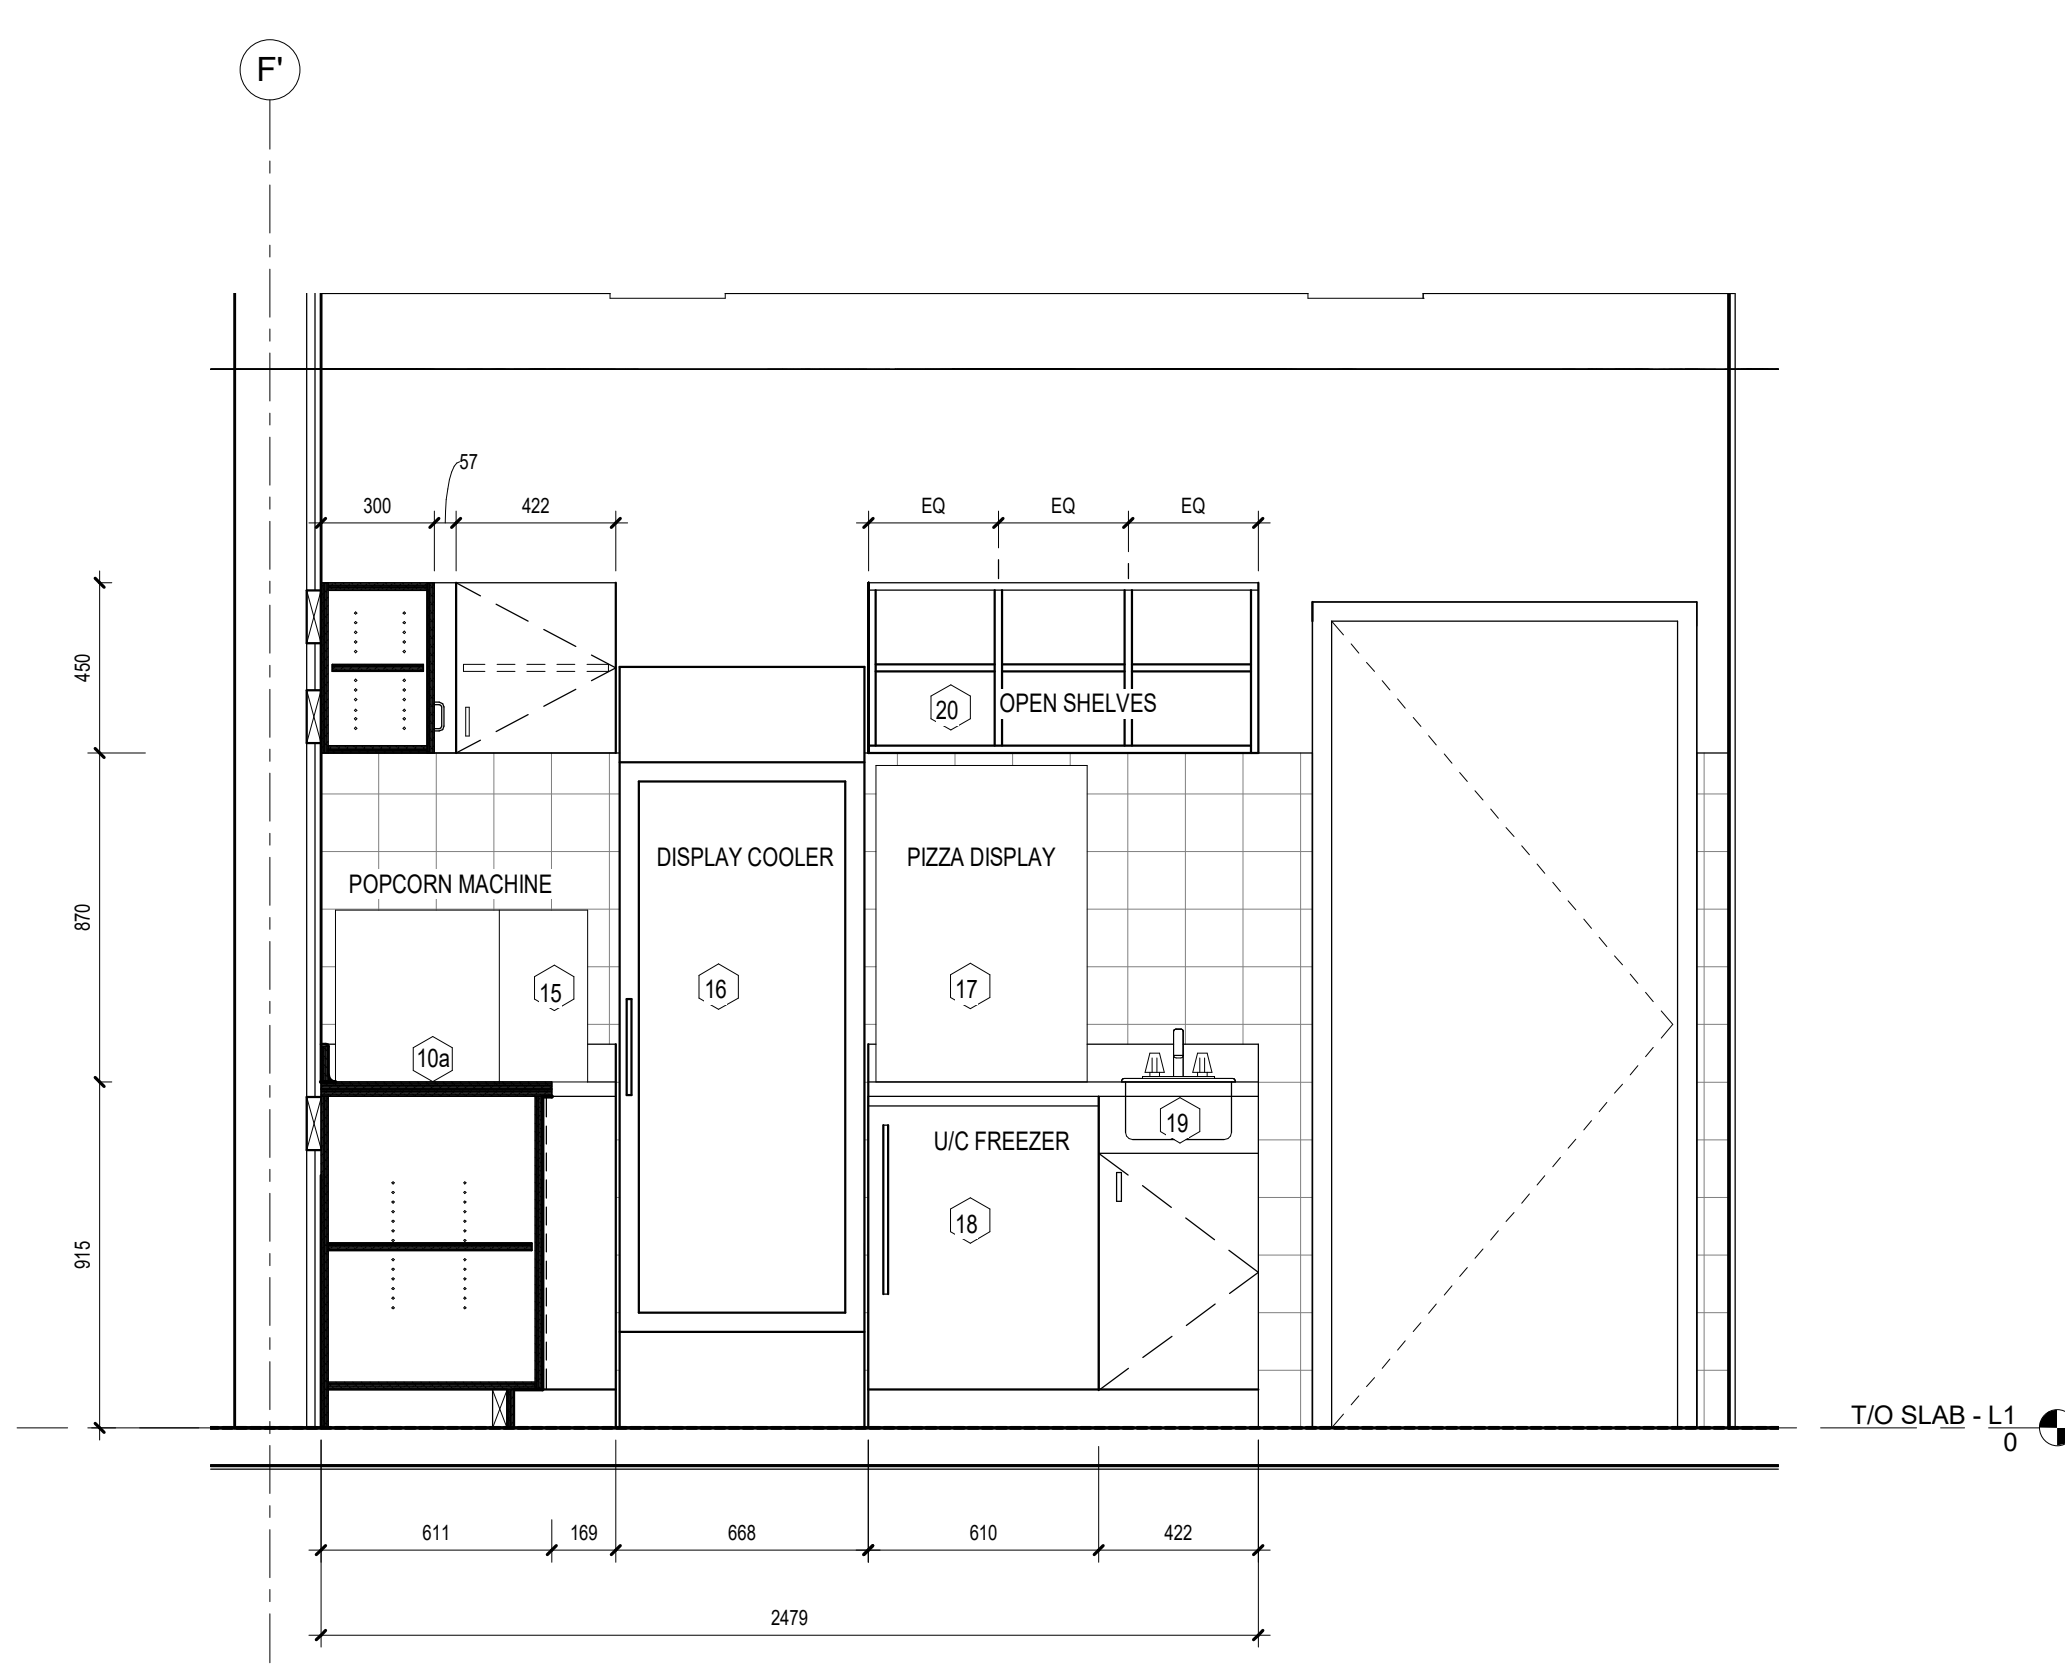 F'
57
300
422
EQ
EQ
EQ
450
20
OPEN SHELVES
DISPLAY COOLER
PIZZA DISPLAY
POPCORN MACHINE
870
15
16
17
10a
19
U/C FREEZER
18
915
T/O SLAB - L1
0
611
169
668
610
422
2479